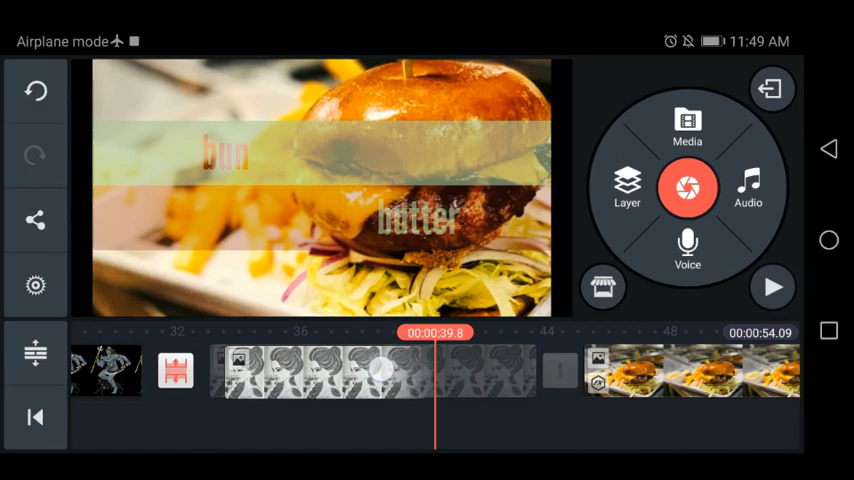 Airplane mode
11:49 AM
Media
bun
Layer
Audio
butter
Voice
32
36
00:00:39.8
44
48
00:00:54.09